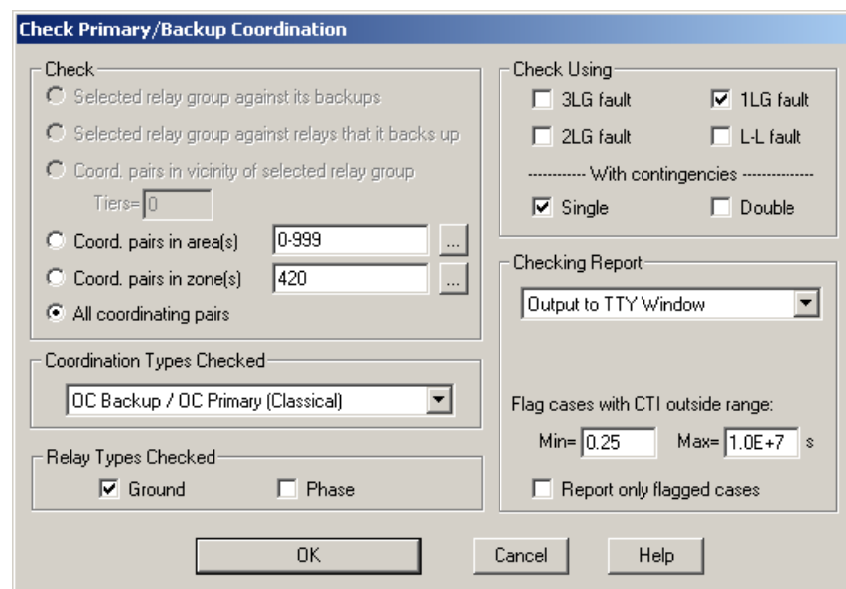 Check Primary/Backup Coordination
Check
Selected relay group against its backups
Selected relay group against relays that it backs up
Coord. pairs in vicinity of selected relay group
Tiers= 0
Coord. pairs in area(s) 0-999 ...
Coord. pairs in zone(s) 420 ...
All coordinating pairs
Coordination Types Checked
OC Backup / OC Primary (Classical)
Relay Types Checked
Ground Phase
Check Using
3LG fault 1LG fault
2LG fault L-L fault
------------ With contingencies --------------
Single Double
Checking Report
Output to TTY Window
Flag cases with CTI outside range:
Min= 0.25 Max= 1.0E+7 s
Report only flagged cases
OK Cancel Help